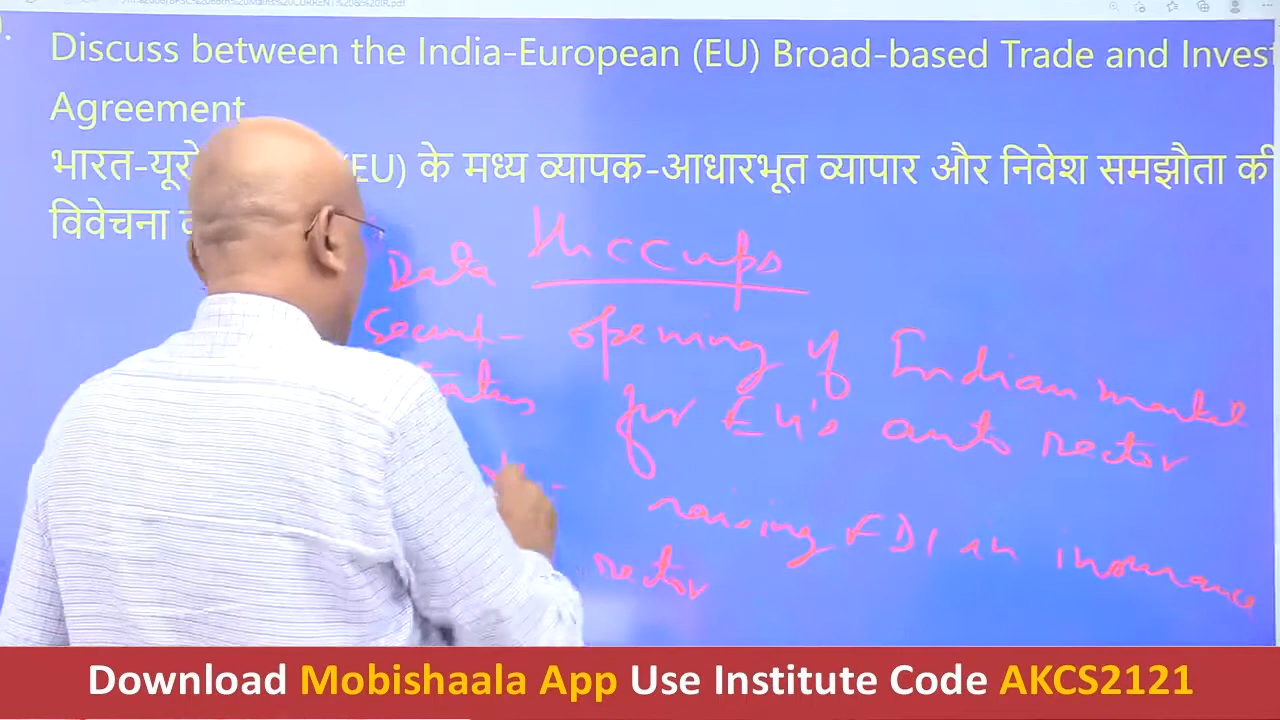 Discuss between the India-European (EU) Broad-based Trade and Invest
Agreement
भारत-यूरो (EU) के मध्य व्यापक-आधारभूत व्यापार और निवेश समझौता की
विवेचना
Hiccups
Data
opening of Indian market
for EU's auto sector
raising FDI in insurance
sector
Download Mobishaala App Use Institute Code AKCS2121